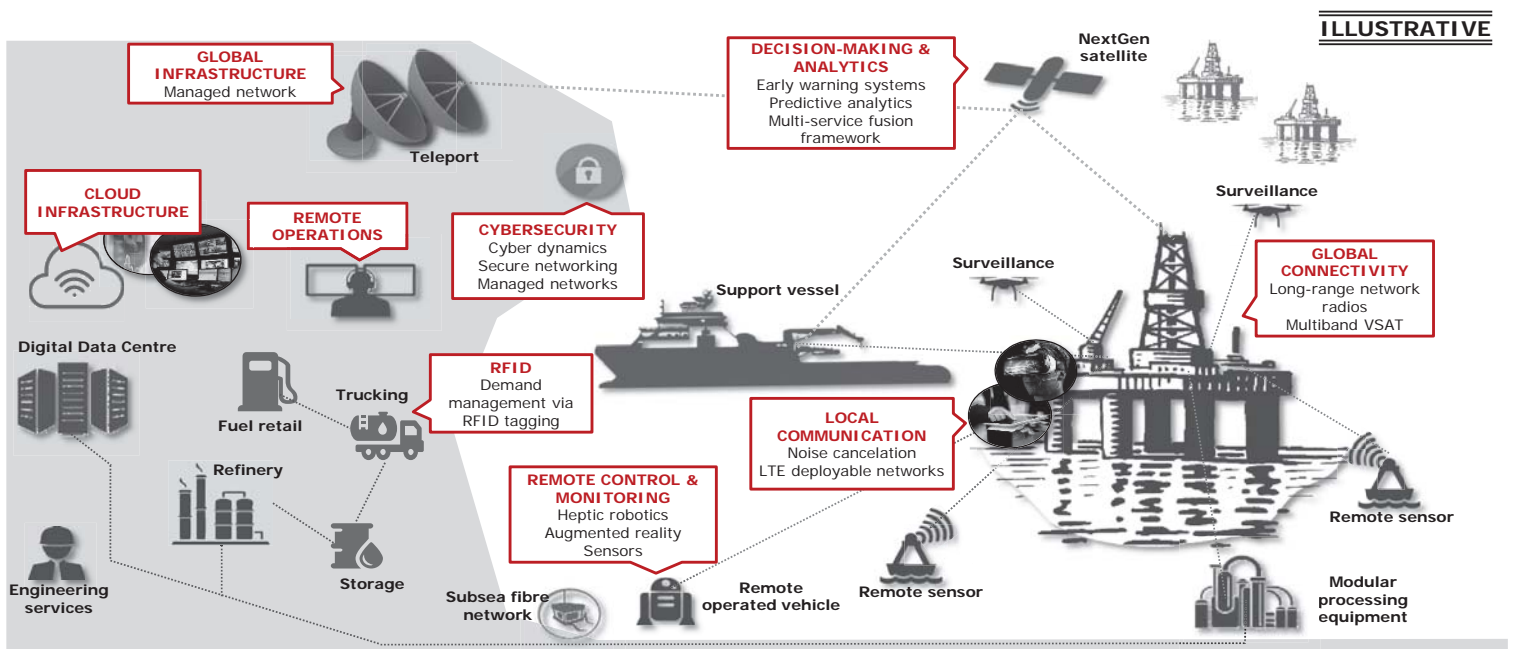 ILLUSTRATIVE
GLOBAL
INFRASTRUCTURE
Managed network
Teleport
DECISION-MAKING &
ANALYTICS
Early warning systems
Predictive analytics
Multi-service fusion
framework
NextGen
satellite
CLOUD
INFRASTRUCTURE
REMOTE
OPERATIONS
CYBERSECURITY
Cyber dynamics
Secure networking
Managed networks
Surveillance
Surveillance
GLOBAL
CONNECTIVITY
Long-range network
radios
Multiband VSAT
Support vessel
Digital Data Centre
Fuel retail
Trucking
RFID
Demand
management via
RFID tagging
LOCAL
COMMUNICATION
Noise cancelation
LTE deployable networks
Refinery
REMOTE CONTROL &
MONITORING
Heptic robotics
Augmented reality
Sensors
Remote sensor
Engineering
services
Storage
Subsea fibre
network
Remote
operated vehicle
Remote sensor
Modular
processing
equipment